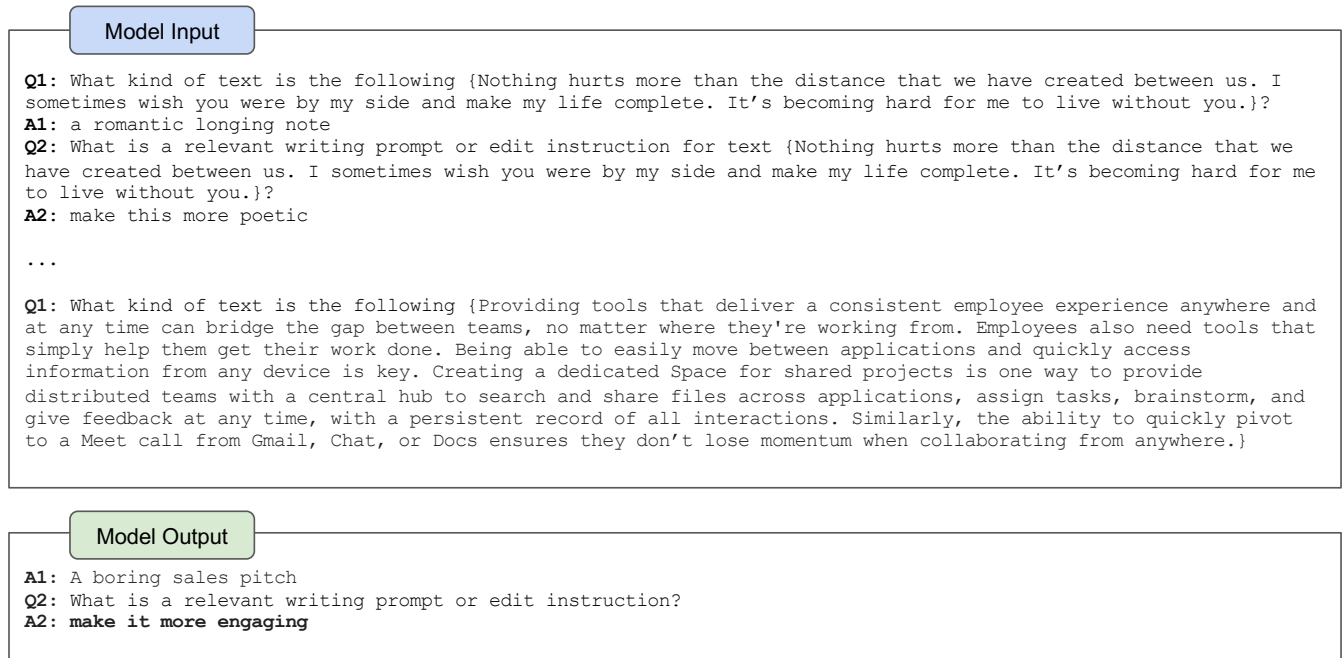 Model Input
Q1: What kind of text is the following {Nothing hurts more than the distance that we have created between us. I
sometimes wish you were by my side and make my life complete. It’s becoming hard for me to live without you.}?
A1: a romantic longing note
Q2: What is a relevant writing prompt or edit instruction for text {Nothing hurts more than the distance that we
have created between us. I sometimes wish you were by my side and make my life complete. It’s becoming hard for me
to live without you.}?
A2: make this more poetic
...
Q1: What kind of text is the following {Providing tools that deliver a consistent employee experience anywhere and
at any time can bridge the gap between teams, no matter where they're working from. Employees also need tools that
simply help them get their work done. Being able to easily move between applications and quickly access
information from any device is key. Creating a dedicated Space for shared projects is one way to provide
distributed teams with a central hub to search and share files across applications, assign tasks, brainstorm, and
give feedback at any time, with a persistent record of all interactions. Similarly, the ability to quickly pivot
to a Meet call from Gmail, Chat, or Docs ensures they don’t lose momentum when collaborating from anywhere.}
Model Output
A1: A boring sales pitch
Q2: What is a relevant writing prompt or edit instruction?
A2: make it more engaging